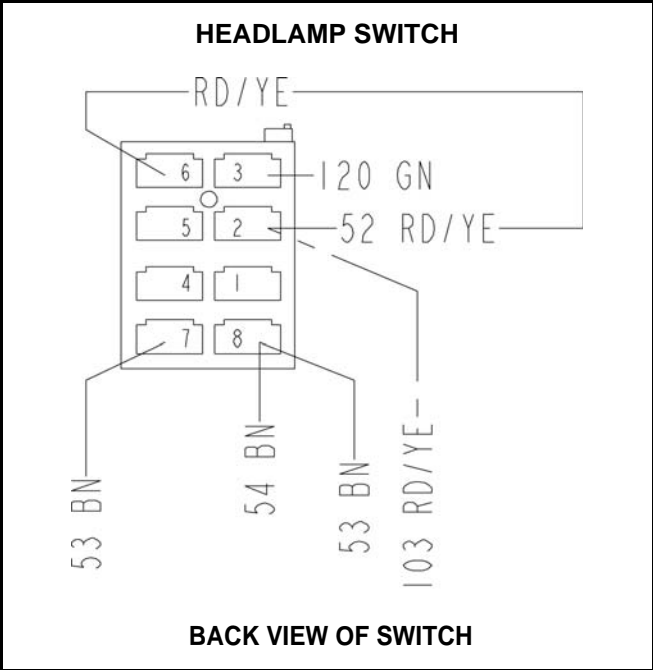 HEADLAMP SWITCH
RD/YE
6 3 120 GN
5 2 52 RD/YE
4 1
7 8
53 BN
54 BN
53 BN
103 RD/YE
BACK VIEW OF SWITCH